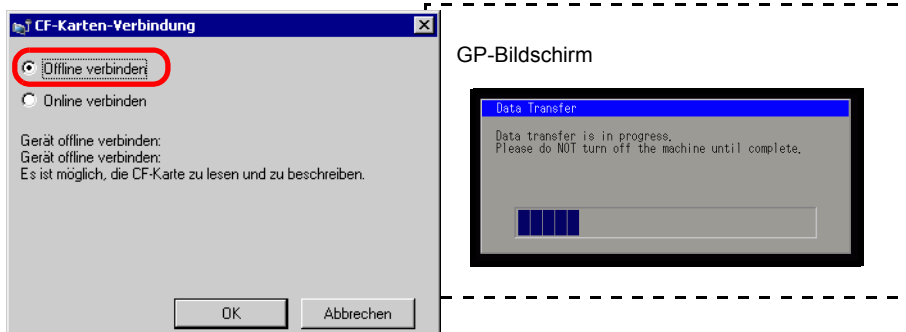 CF-Karten-Verbindung
Offline verbinden
Online verbinden
Gerät offline verbinden:
Gerät offline verbinden:
Es ist möglich, die CF-Karte zu lesen und zu beschreiben.
OK Abbrechen
GP-Bildschirm
Data Transfer
Data transfer is in progress.
Please do NOT turn off the machine until complete.